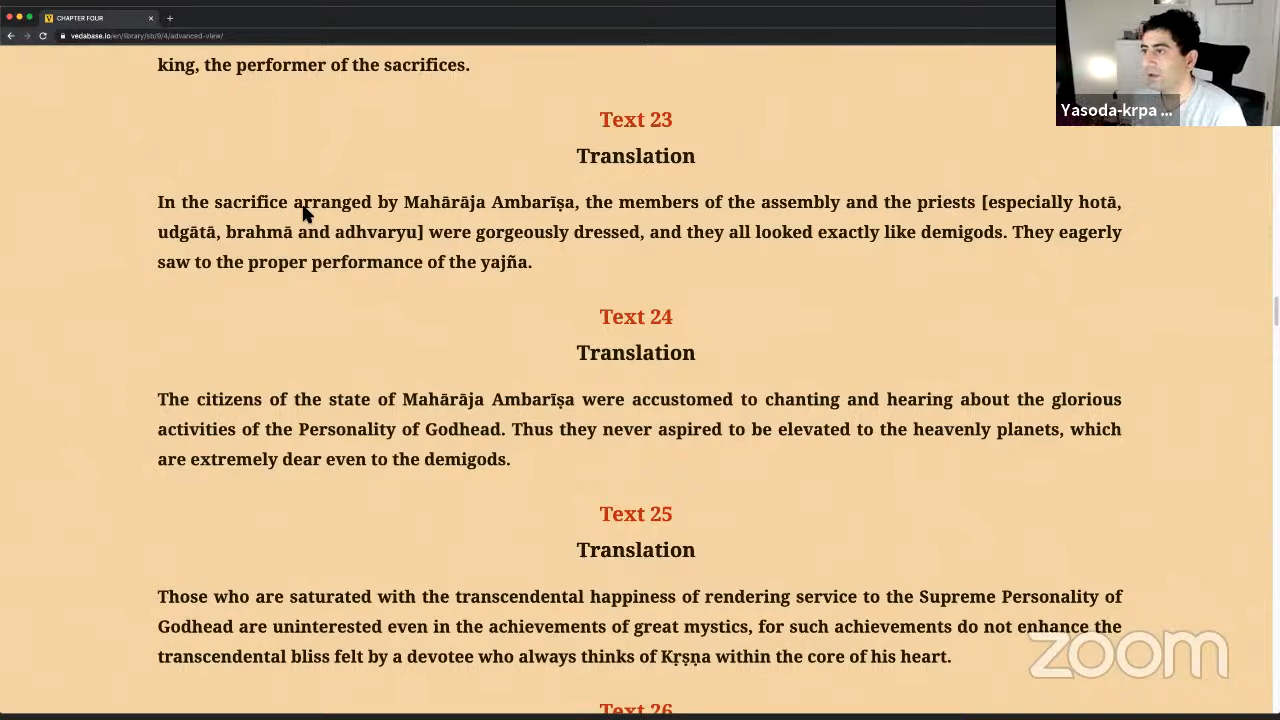 CHAPTER FOUR
vedabase.io/en/library/sb/9/4/advanced-view/
Yasoda-krpa ...
king, the performer of the sacrifices.
Text 23
Translation
In the sacrifice arranged by Mahārāja Ambarīṣa, the members of the assembly and the priests [especially hotā,
udgātā, brahmā and adhvaryu] were gorgeously dressed, and they all looked exactly like demigods. They eagerly
saw to the proper performance of the yajña.
Text 24
Translation
The citizens of the state of Mahārāja Ambarīṣa were accustomed to chanting and hearing about the glorious
activities of the Personality of Godhead. Thus they never aspired to be elevated to the heavenly planets, which
are extremely dear even to the demigods.
Text 25
Translation
Those who are saturated with the transcendental happiness of rendering service to the Supreme Personality of
Godhead are uninterested even in the achievements of great mystics, for such achievements do not enhance the
transcendental bliss felt by a devotee who always thinks of Kṛṣṇa within the core of his heart.
zoom
Text 26